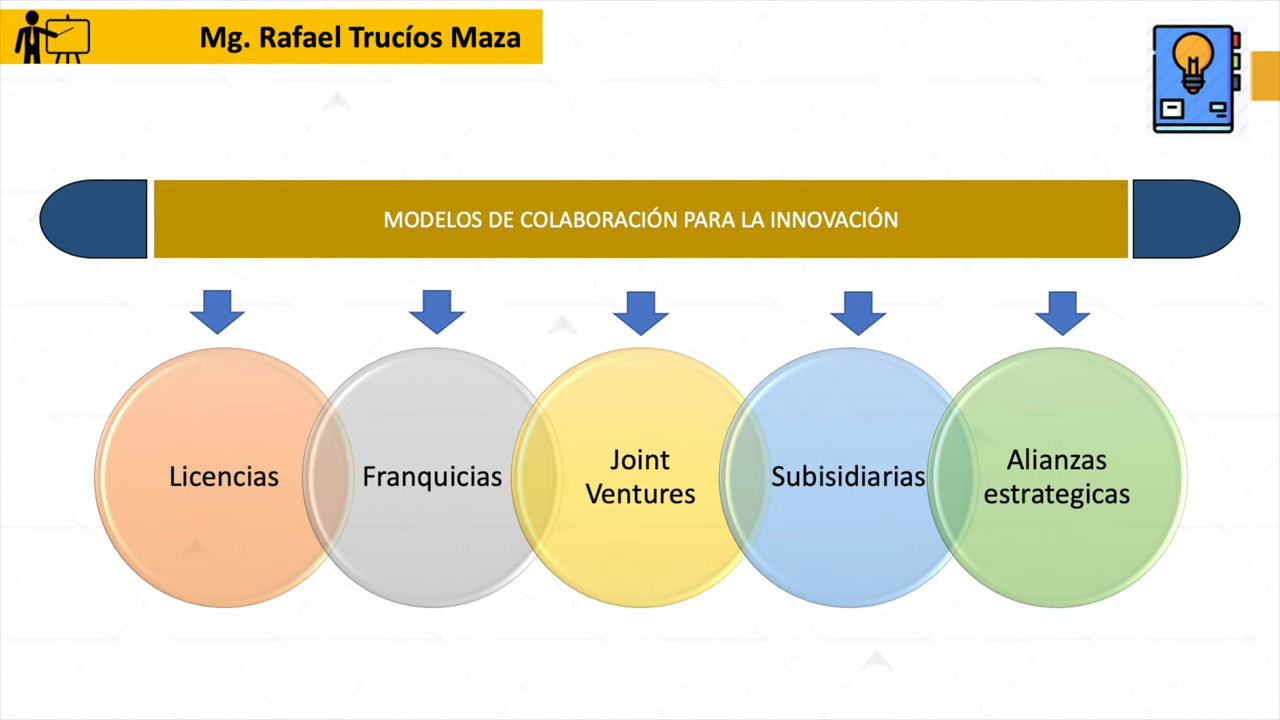 Mg. Rafael Trucíos Maza
MODELOS DE COLABORACIÓN PARA LA INNOVACIÓN
Licencias
Franquicias
Joint
Ventures
Subisidiarias
Alianzas
estrategicas